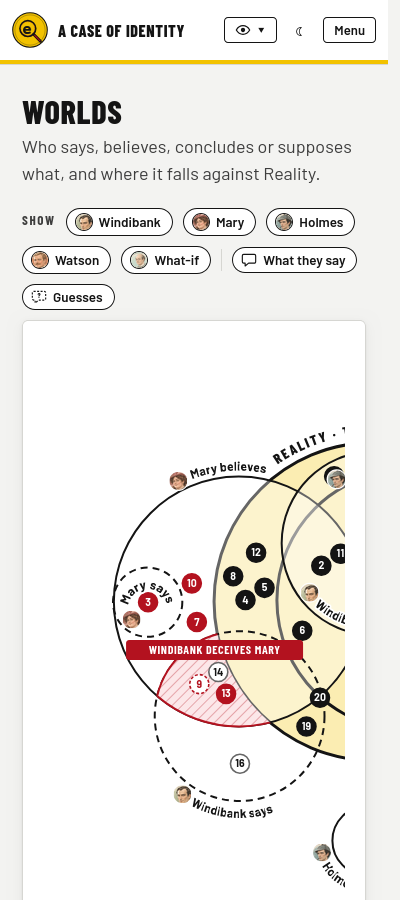 A CASE OF IDENTITY
Menu
WORLDS
Who says, believes, concludes or supposes
what, and where it falls against Reality.
SHOW
Windibank
Mary
Holmes
Watson
What-if
What they say
Guesses
REALITY ·
Mary believes
12
11
10
8
2
5
Mary says
3
4
7
6
WINDIBANK DECEIVES MARY
14
9
13
20
19
16
Windibank says